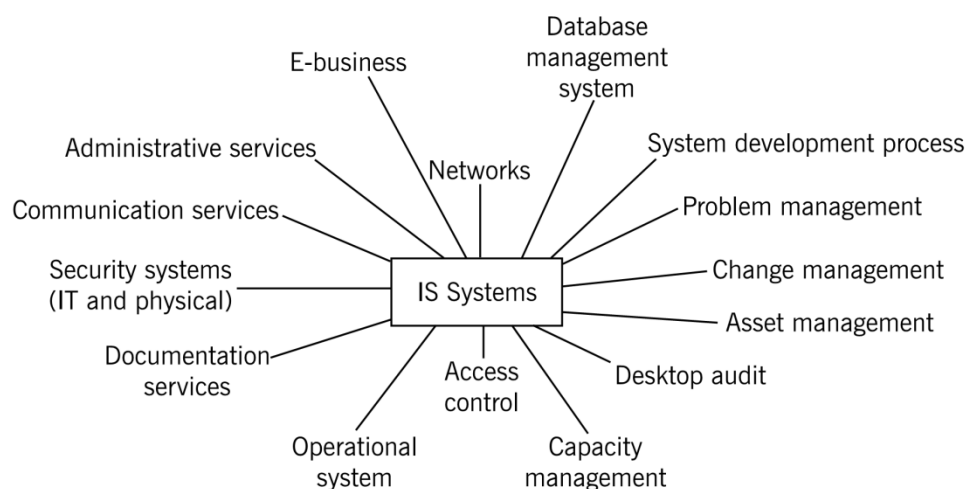 Database
management
system
E-business
System development process
Administrative services
Networks
Problem management
Communication services
Security systems
(IT and physical)
IS Systems
Change management
Asset management
Documentation
services
Access
control
Desktop audit
Operational
system
Capacity
management